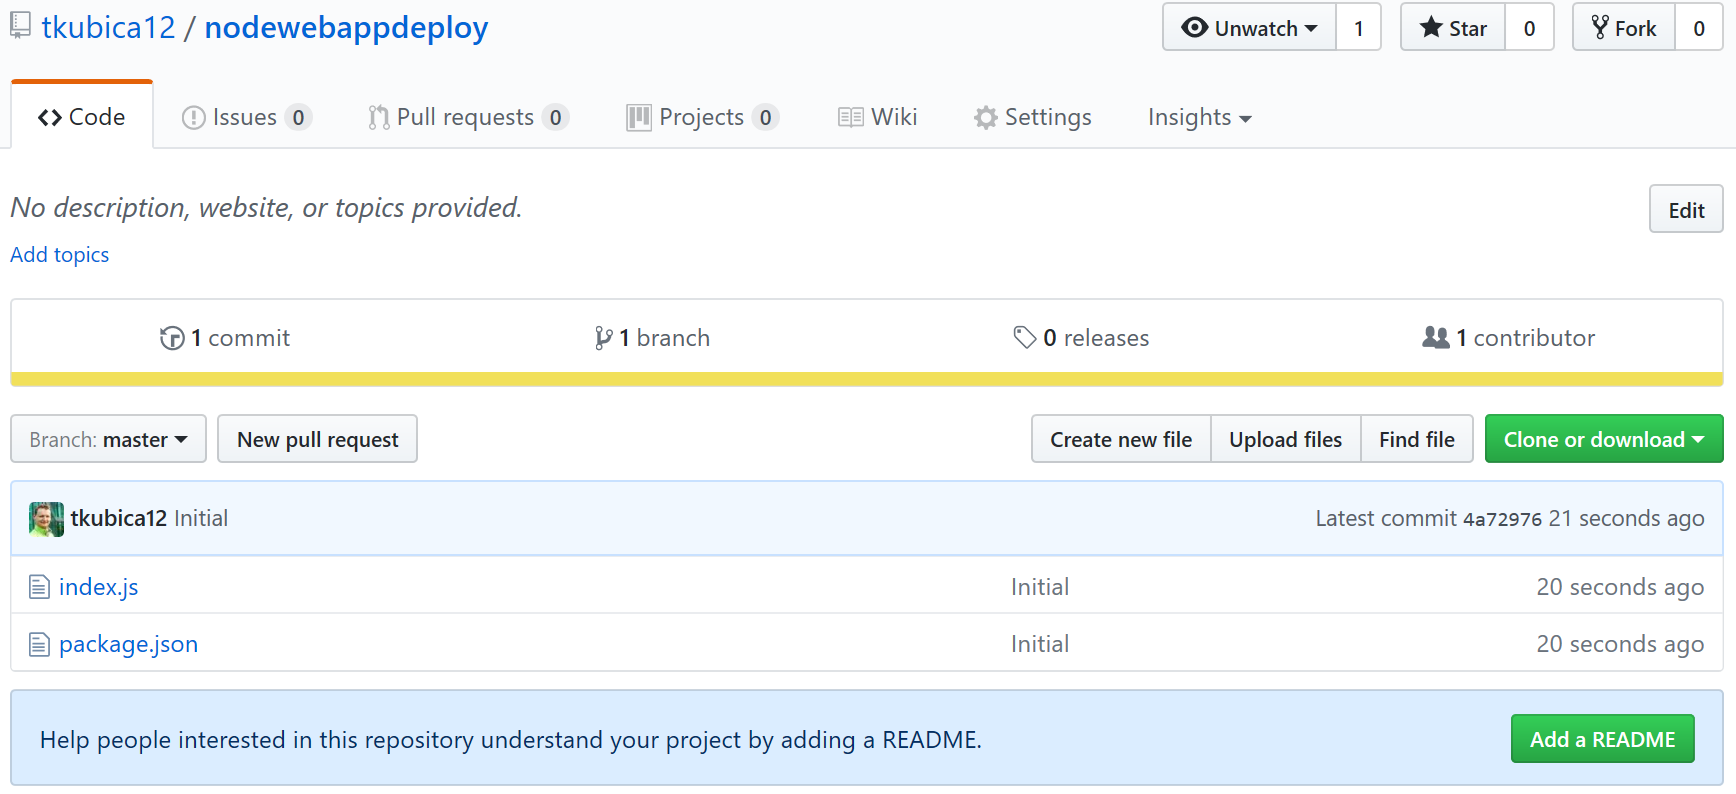 tkubica12 / nodewebappdeploy
Unwatch 1 Star 0 Fork 0
Code Issues 0 Pull requests 0 Projects 0 Wiki Settings Insights
No description, website, or topics provided. Edit
Add topics
1 commit 1 branch 0 releases 1 contributor
Branch: master New pull request Create new file Upload files Find file Clone or download
tkubica12 Initial Latest commit 4a72976 21 seconds ago
index.js Initial 20 seconds ago
package.json Initial 20 seconds ago
Help people interested in this repository understand your project by adding a README. Add a README